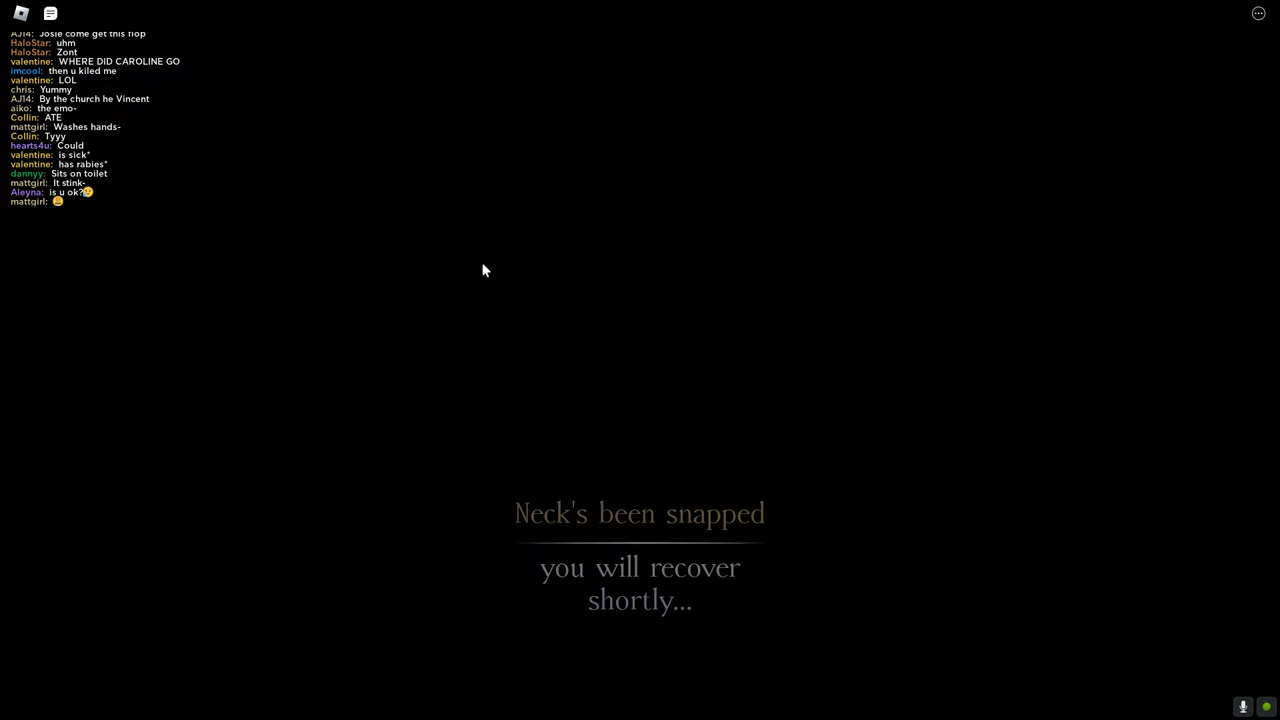 AJ14: Josie come get this flop
HaloStar: uhm
HaloStar: Zont
valentine: WHERE DID CAROLINE GO
imcool: then u kiled me
valentine: LOL
chris: Yummy
AJ14: By the church he Vincent
aiko: the emo-
Collin: ATE
mattgirl: Washes hands-
Collin: Tyyy
hearts4u: Could
valentine: is sick*
valentine: has rabies*
dannyy: Sits on toilet
mattgirl: It stink-
Aleyna: is u ok?🥲
mattgirl: 😩
Neck's been snapped
you will recover
shortly...